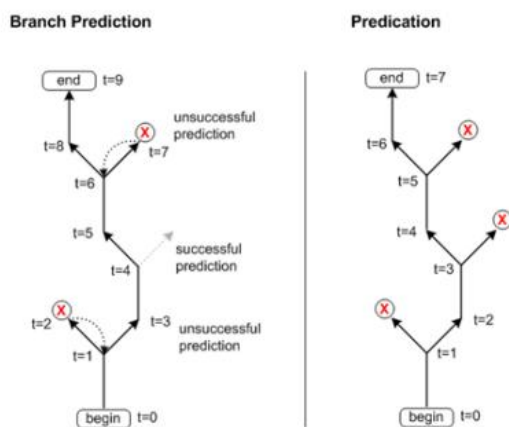 Branch Prediction
end
t=9
unsuccessful
prediction
X
t=8
t=7
t=6
t=5
successful
prediction
t=4
X
t=2
t=3
unsuccessful
prediction
t=1
begin
t=0
Predication
end
t=7
X
t=6
t=5
X
t=4
t=3
X
t=2
t=1
begin
t=0